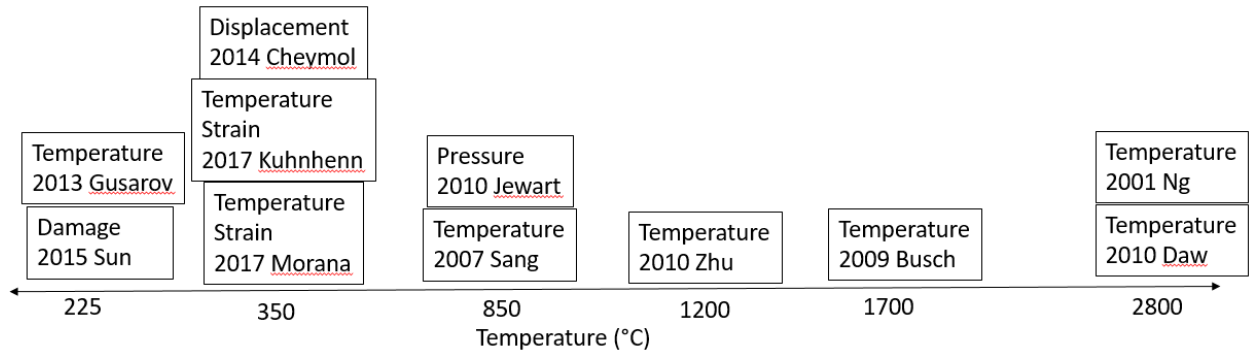 Displacement
2014 Cheymol
Temperature
Strain
2017 Kuhnhenn
Temperature
2013 Gusarov
Damage
2015 Sun
Temperature
Strain
2017 Morana
Pressure
2010 Jewart
Temperature
2007 Sang
Temperature
2010 Zhu
Temperature
2009 Busch
Temperature
2001 Ng
Temperature
2010 Daw
225
350
850
1200
1700
2800
Temperature (°C)